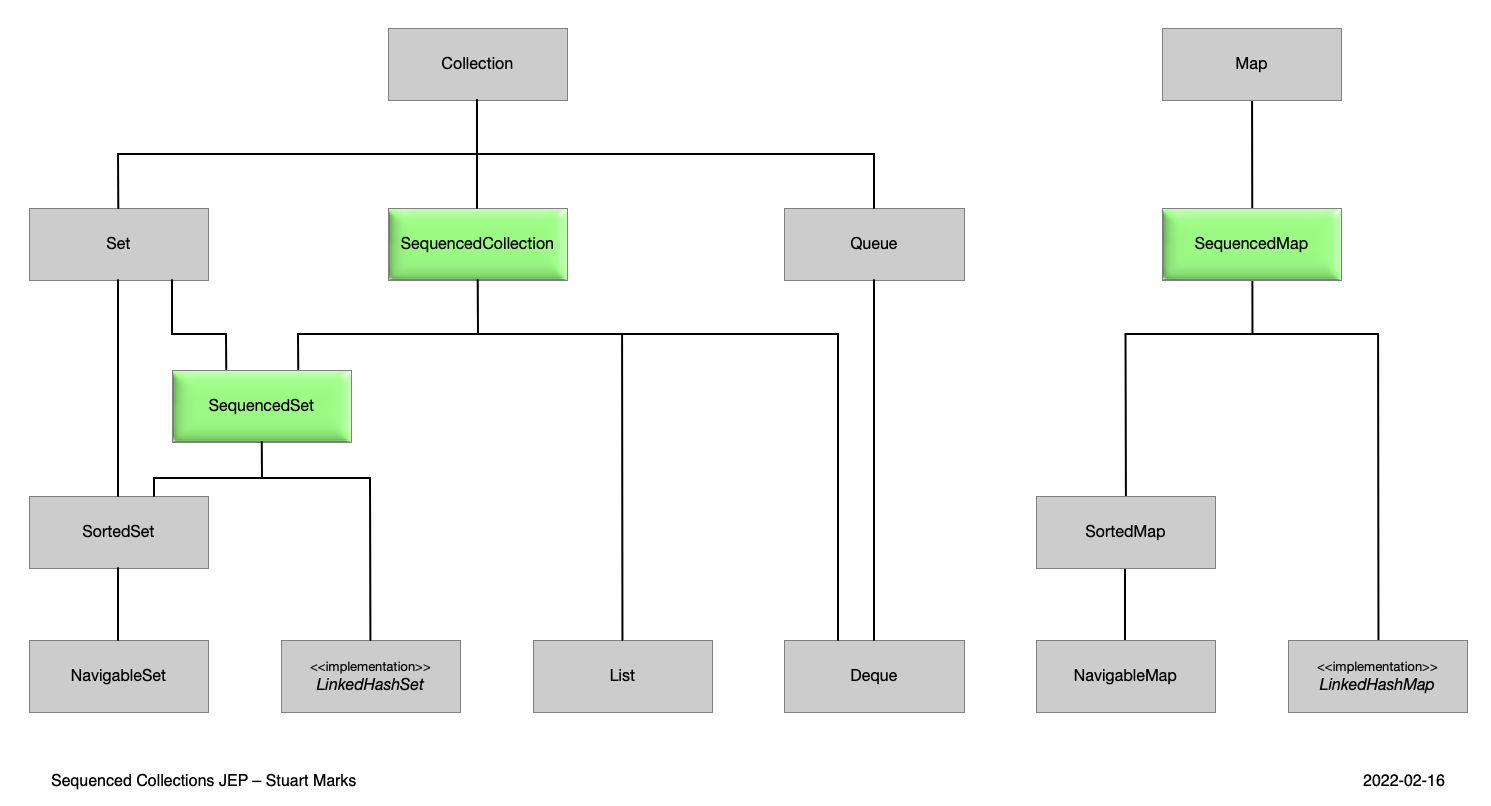 Collection
Map
Set
SequencedCollection
Queue
SequencedMap
SequencedSet
SortedSet
SortedMap
NavigableSet
<<implementation>>
LinkedHashSet
List
Deque
NavigableMap
<<implementation>>
LinkedHashMap
Sequenced Collections JEP – Stuart Marks
2022-02-16